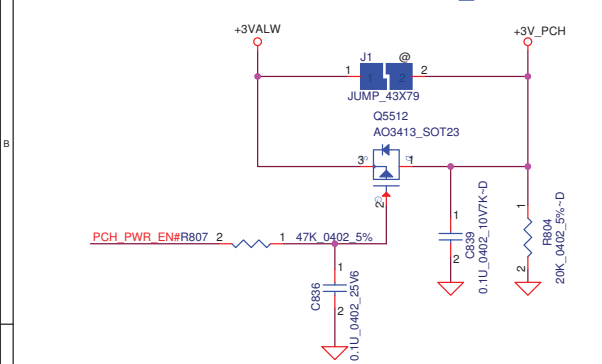 +3VALW
+3V_PCH
J1 @
1 1 2 2
JUMP_43X79
Q5512
AO3413_SOT23
B
3 1
2
PCH_PWR_EN#R807 2 1 47K_0402_5%
1
2
C836
0.1U_0402_25V6
1
2
C839
0.1U_0402_10V7K~D
1
2
R804
20K_0402_5%~D